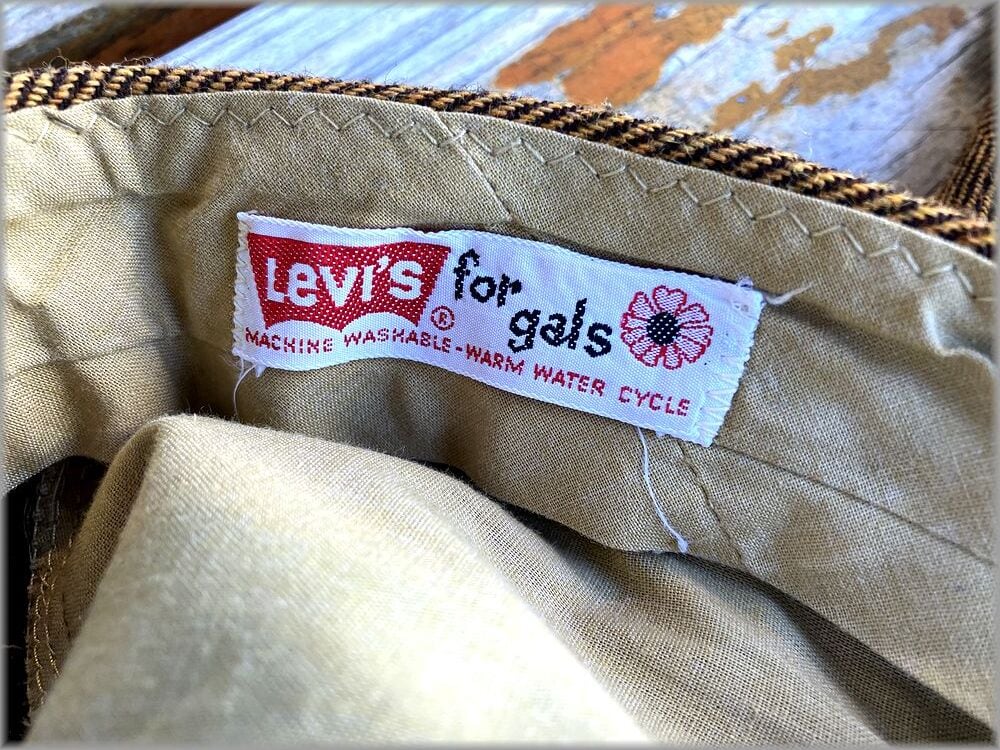 Levi's® for
gals
MACHINE WASHABLE-WARM WATER CYCLE